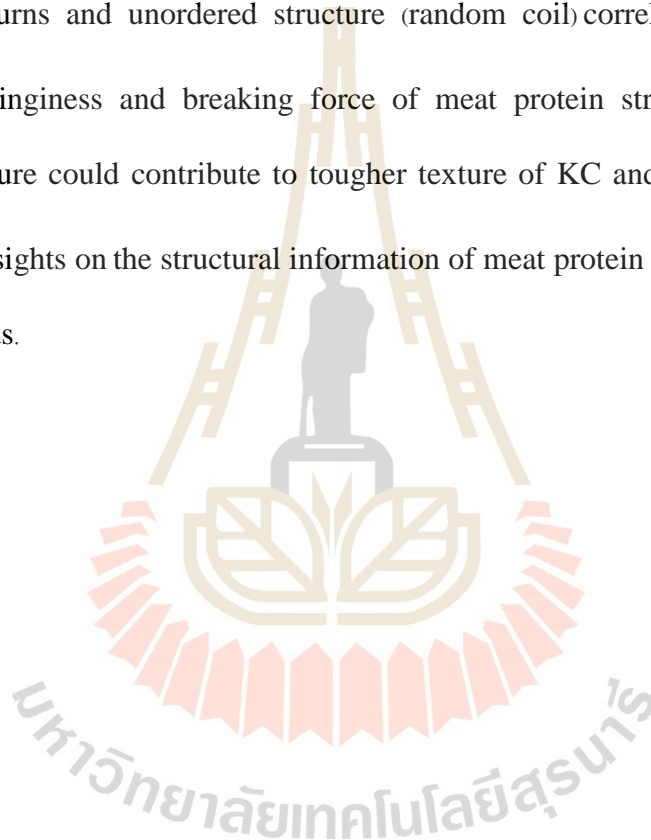 urns and unordered structure (random coil) correl
inginess and breaking force of meat protein str
ure could contribute to tougher texture of KC and
sights on the structural information of meat protein
s.
มหาวิทยาลัยเทคโนโลยีสุรนารี